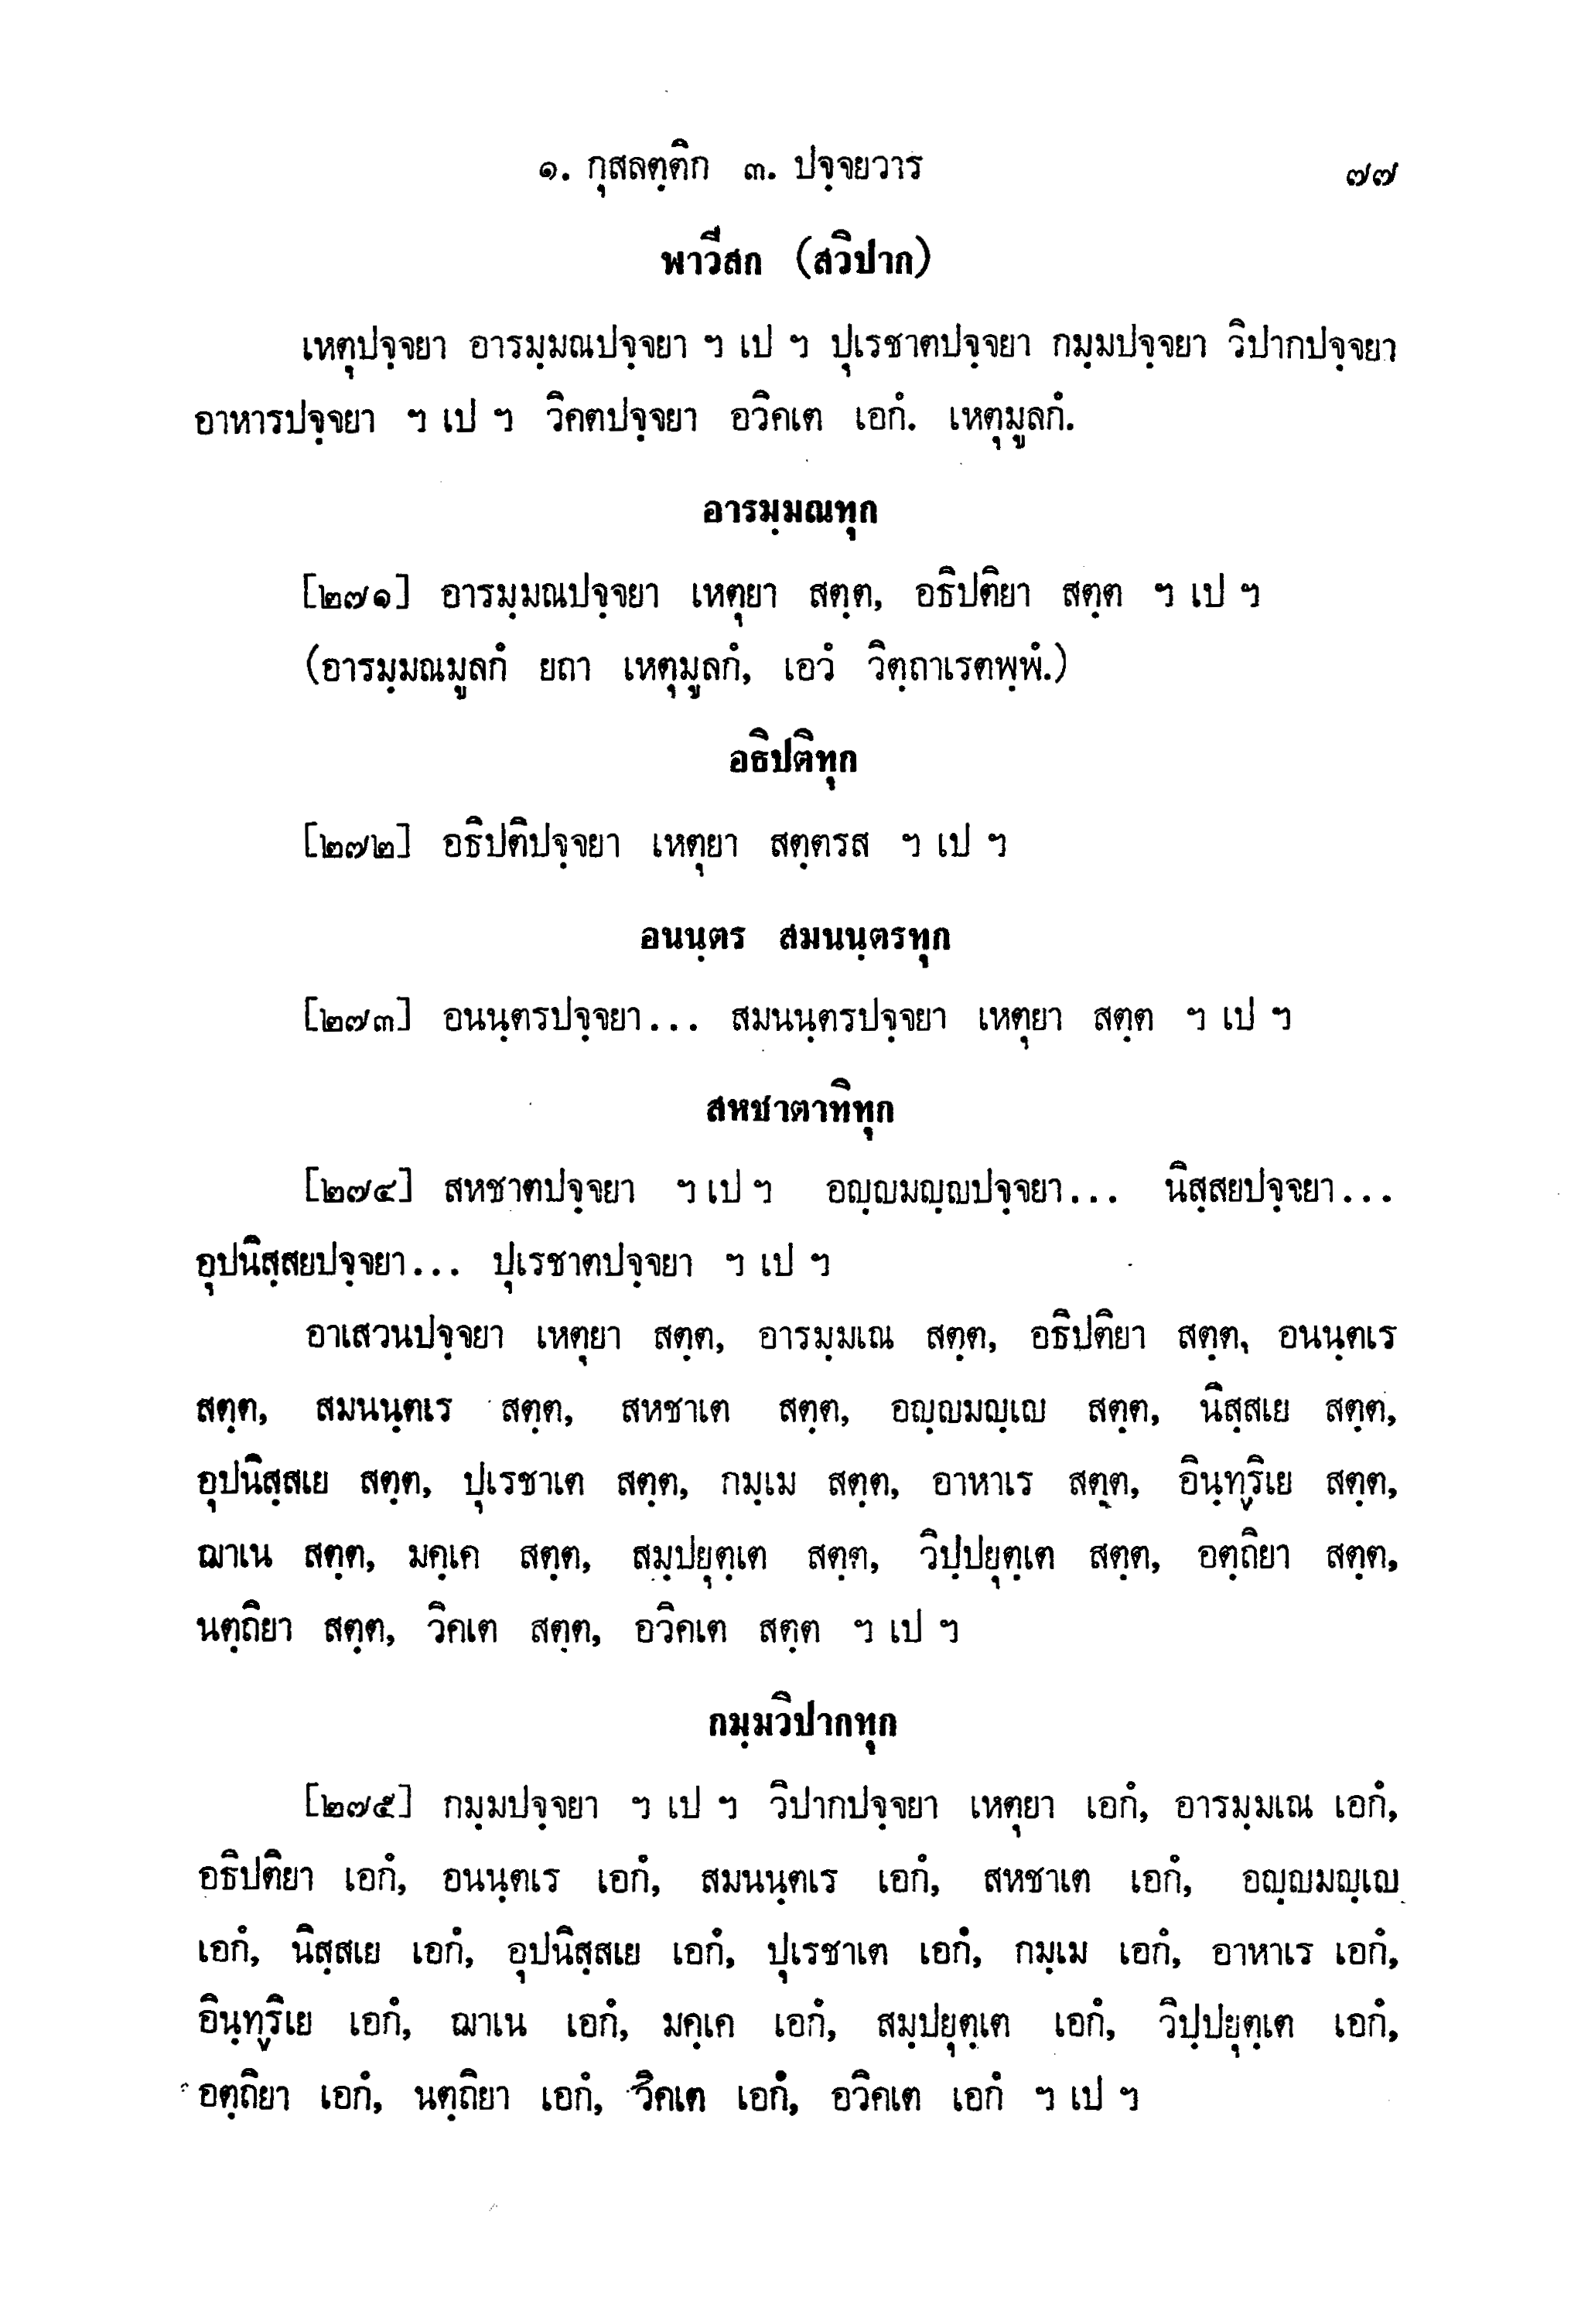 ๑. กุสลตฺติก ๓. ปจฺจยวาร ๗๗
พาวีสก (สวิปาก)
เหตุปจฺจยา อารมฺมณปจฺจยา ฯ เป ฯ ปุเรชาตปจฺจยา กมฺมปจฺจยา วิปากปจฺจยา
อาหารปจฺจยา ฯ เป ฯ วิคตปจฺจยา อวิคเต เอกํ. เหตุมูลกํ.
อารมฺมณทุก
[๒๗๑] อารมฺมณปจฺจยา เหตุยา สตฺต, อธิปติยา สตฺต ฯ เป ฯ
(อารมฺมณมูลกํ ยถา เหตุมูลกํ, เอวํ วิตฺถาเรตพฺพํ.)
อธิปติทุก
[๒๗๒] อธิปติปจฺจยา เหตุยา สตฺตรส ฯ เป ฯ
อนนฺตร สมนนฺตรทุก
[๒๗๓] อนนฺตรปจฺจยา... สมนนฺตรปจฺจยา เหตุยา สตฺต ฯ เป ฯ
สหชาตาทิทุก
[๒๗๔] สหชาตปจฺจยา ฯ เป ฯ อญฺญมญฺญปจฺจยา... นิสฺสยปจฺจยา...
อุปนิสฺสยปจฺจยา... ปุเรชาตปจฺจยา ฯ เป ฯ
อาเสวนปจฺจยา เหตุยา สตฺต, อารมฺมเณ สตฺต, อธิปติยา สตฺต, อนนฺตเร
สตฺต, สมนนฺตเร สตฺต, สหชาเต สตฺต, อญฺญมญฺเญ สตฺต, นิสฺสเย สตฺต,
อุปนิสฺสเย สตฺต, ปุเรชาเต สตฺต, กมฺเม สตฺต, อาหาเร สตฺต, อินฺทฺริเย สตฺต,
ฌาเน สตฺต, มคฺเค สตฺต, สมฺปยุตฺเต สตฺต, วิปฺปยุตฺเต สตฺต, อตฺถิยา สตฺต,
นตฺถิยา สตฺต, วิคเต สตฺต, อวิคเต สตฺต ฯ เป ฯ
กมฺมวิปากทุก
[๒๗๕] กมฺมปจฺจยา ฯ เป ฯ วิปากปจฺจยา เหตุยา เอกํ, อารมฺมเณ เอกํ,
อธิปติยา เอกํ, อนนฺตเร เอกํ, สมนนฺตเร เอกํ, สหชาเต เอกํ, อญฺญมญฺเญ
เอกํ, นิสฺสเย เอกํ, อุปนิสฺสเย เอกํ, ปุเรชาเต เอกํ, กมฺเม เอกํ, อาหาเร เอกํ,
อินฺทฺริเย เอกํ, ฌาเน เอกํ, มคฺเค เอกํ, สมฺปยุตฺเต เอกํ, วิปฺปยุตฺเต เอกํ,
อตฺถิยา เอกํ, นตฺถิยา เอกํ, วิคเต เอกํ, อวิคเต เอกํ ฯ เป ฯ